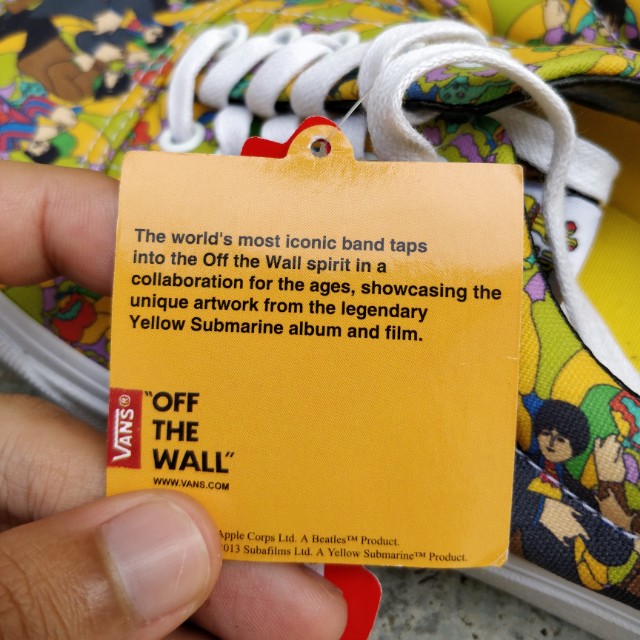 The world's most iconic band taps
into the Off the Wall spirit in a
collaboration for the ages, showcasing the
unique artwork from the legendary
Yellow Submarine album and film.
VANS®
"OFF
THE
WALL"
WWW.VANS.COM
Apple Corps Ltd. A Beatles™ Product.
2013 Subafilms Ltd. A Yellow Submarine™ Product.